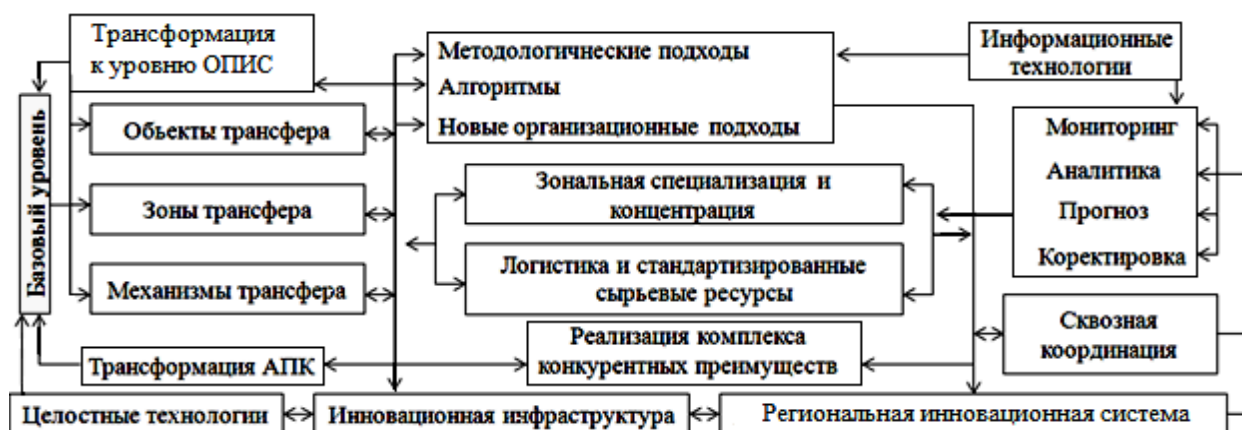 Трансформация
к уровню ОПИС
Методологичнеские подходы
Алгоритмы
Новые организационные подходы
Информационные
технологии
Базовый уровень
Обьекты трансфера
Зоны трансфера
Механизмы трансфера
Зональная специализация и
концентрация
Логистика и стандартизированные
сырьевые ресурсы
Мониторинг
Аналитика
Прогноз
Коректировка
Сквозная
координация
Трансформация АПК
Реализация комплекса
конкурентных преимуществ
Целостные технологии
Инновационная инфраструктура
Региональная инновационная система